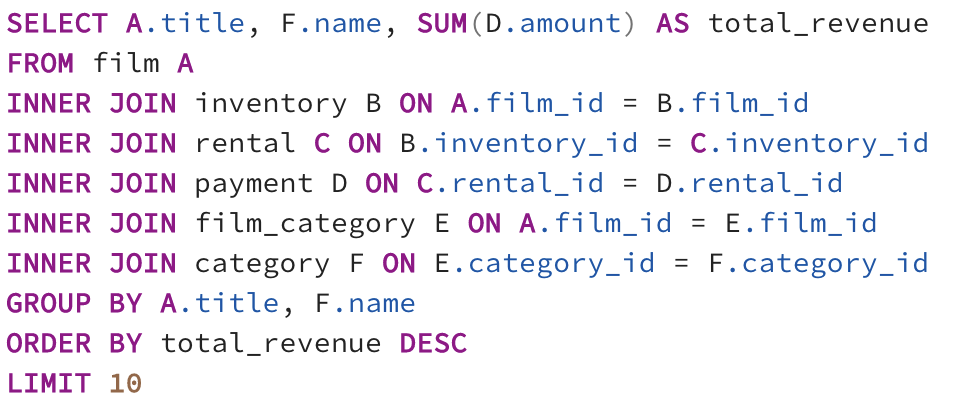 SELECT A.title, F.name, SUM(D.amount) AS total_revenue
FROM film A
INNER JOIN inventory B ON A.film_id = B.film_id
INNER JOIN rental C ON B.inventory_id = C.inventory_id
INNER JOIN payment D ON C.rental_id = D.rental_id
INNER JOIN film_category E ON A.film_id = E.film_id
INNER JOIN category F ON E.category_id = F.category_id
GROUP BY A.title, F.name
ORDER BY total_revenue DESC
LIMIT 10